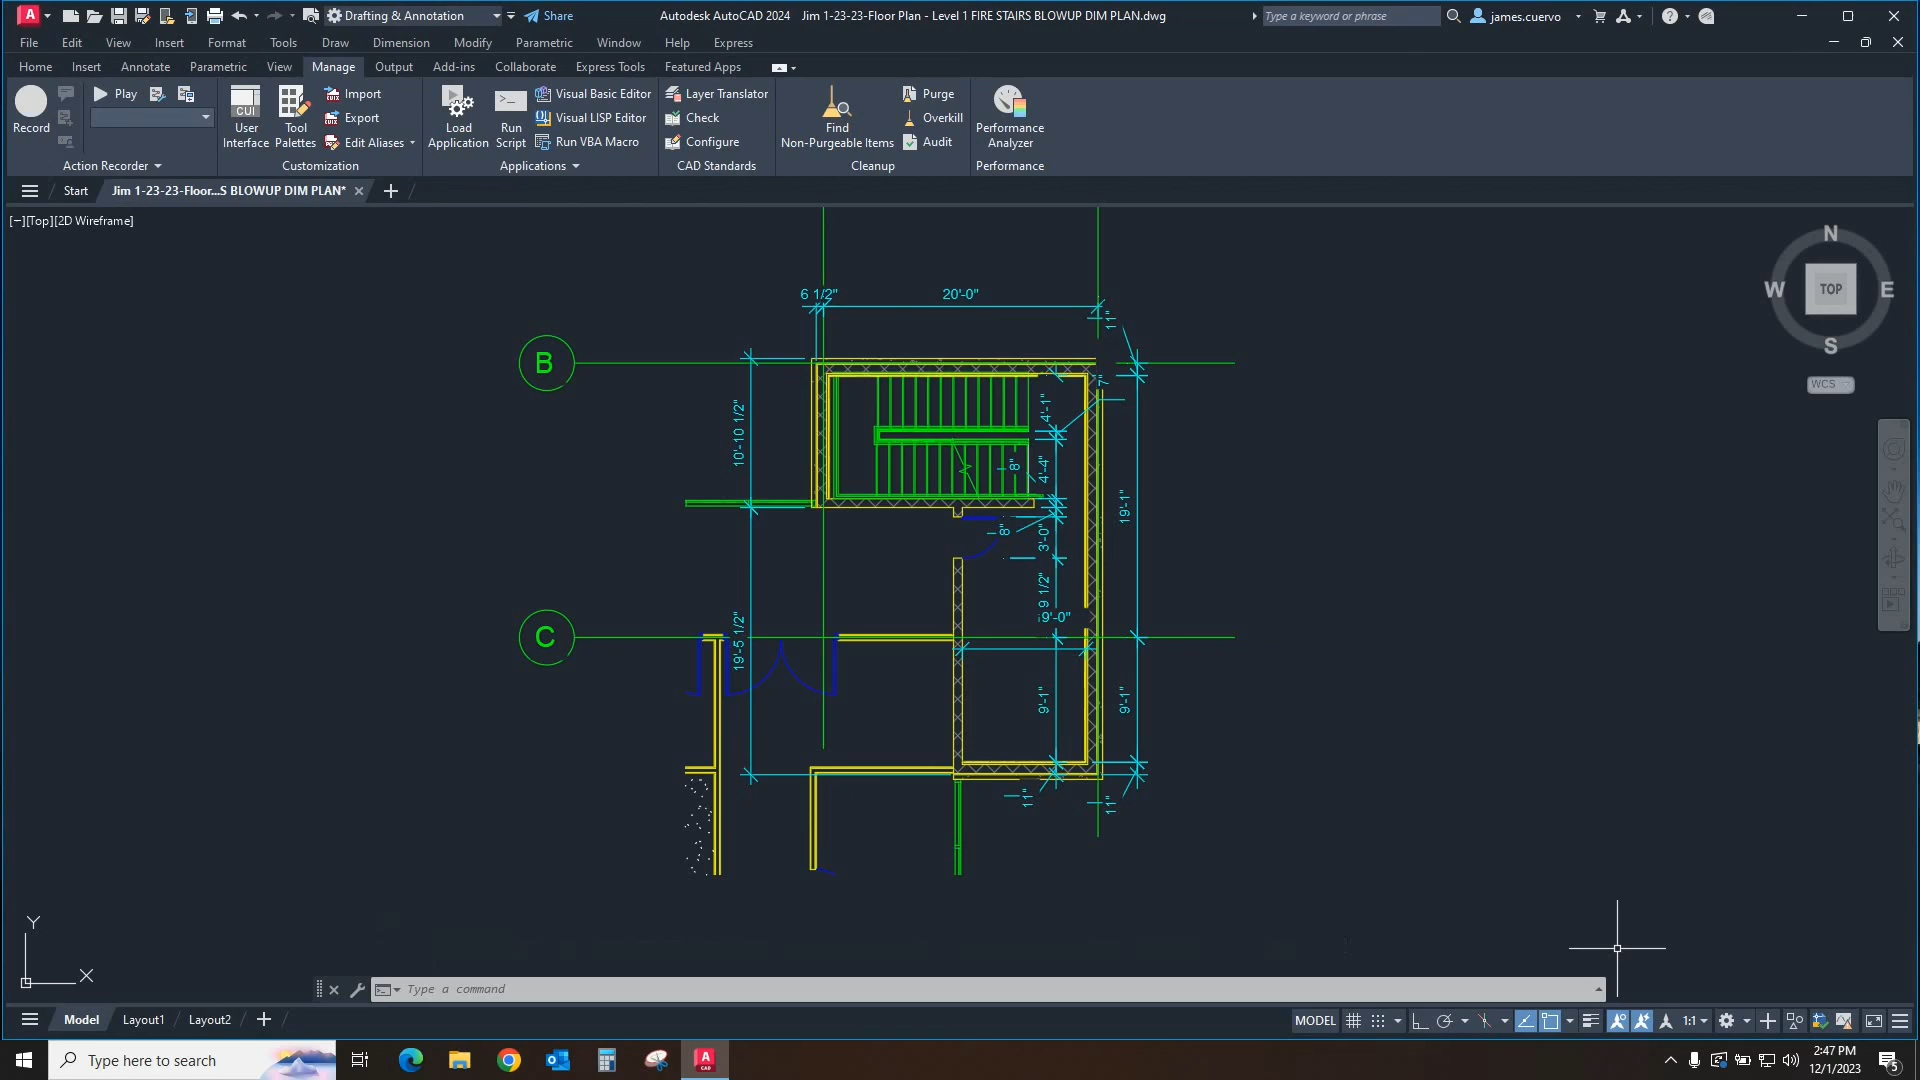 Drafting & Annotation
Share
Autodesk AutoCAD 2024 Jim 1-23-23-Floor Plan - Level 1 FIRE STAIRS BLOWUP DIM PLAN.dwg
Type a keyword or phrase
james.cuervo
File Edit View Insert Format Tools Draw Dimension Modify Parametric Window Help Express
Home Insert Annotate Parametric View Manage Output Add-ins Collaborate Express Tools Featured Apps
Record
Play
CUI
User
Interface
Tool
Palettes
Import
Export
Edit Aliases
Load
Application
Run
Script
Visual Basic Editor
Visual LISP Editor
Run VBA Macro
Layer Translator
Check
Configure
Find
Non-Purgeable Items
Purge
Overkill
Audit
Performance
Analyzer
Action Recorder
Customization
Applications
CAD Standards
Cleanup
Performance
Start
Jim 1-23-23-Floor...S BLOWUP DIM PLAN*
[−][Top][2D Wireframe]
N
W
TOP
E
S
WCS
6 1/2"
20'-0"
11"
B
7"
10'-10 1/2"
4'-1"
8"
4'-4"
19'-1"
8"
3'-0"
9 1/2"
9'-0"
C
19'-5 1/2"
9'-1"
9'-1"
11"
11"
Y
X
Type a command
Model Layout1 Layout2
MODEL
1:1
Type here to search
A
CAD
2:47 PM
12/1/2023
5